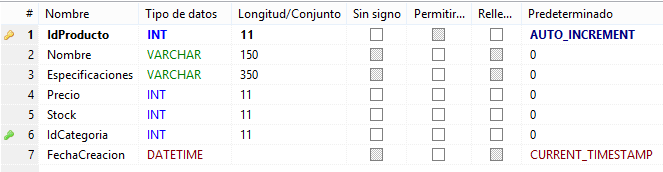 # Nombre Tipo de datos Longitud/Conjunto Sin signo Permitir... Relle... Predeterminado
1 IdProducto INT 11 AUTO_INCREMENT
2 Nombre VARCHAR 150 0
3 Especificaciones VARCHAR 350 0
4 Precio INT 11 0
5 Stock INT 11 0
6 IdCategoria INT 11 0
7 FechaCreacion DATETIME CURRENT_TIMESTAMP